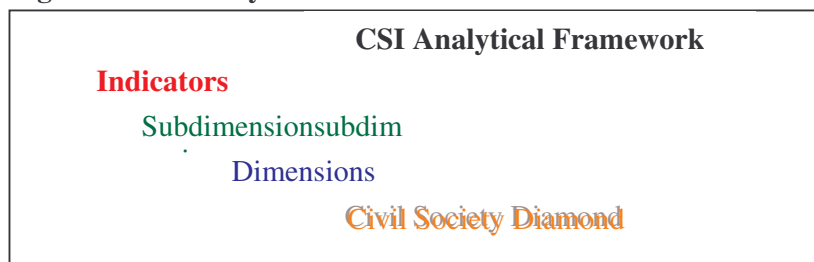 CSI Analytical Framework
Indicators
Subdimensionsubdim
Dimensions
Civil Society Diamond